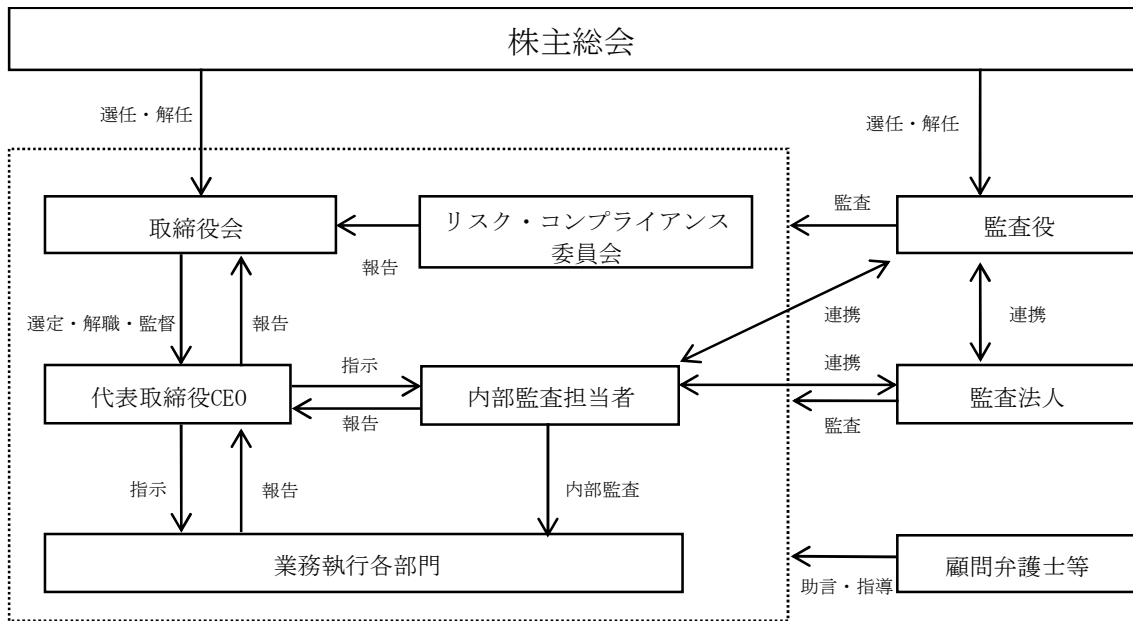 株主総会
選任・解任
選任・解任
取締役会
リスク・コンプライアンス
委員会
報告
監査
監査役
選定・解職・監督
報告
連携
連携
代表取締役CEO
指示
報告
内部監査担当者
連携
監査
監査法人
指示
報告
内部監査
業務執行各部門
助言・指導
顧問弁護士等